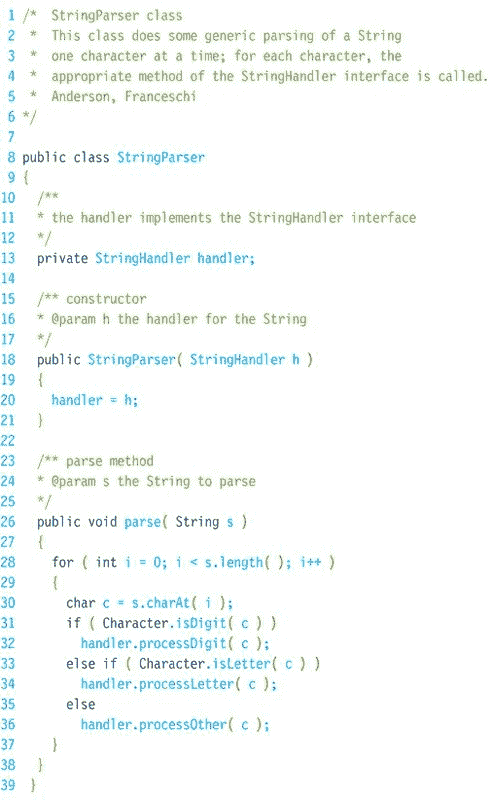 1 /*  StringParser class
2  *  This class does some generic parsing of a String
3  *  one character at a time; for each character, the
4  *  appropriate method of the StringHandler interface is called.
5  *  Anderson, Franceschi
6 */
7
8 public class StringParser
9 {
10   /**
11   * the handler implements the StringHandler interface
12   */
13   private StringHandler handler;
14
15   /** constructor
16   * @param h the handler for the String
17   */
18   public StringParser( StringHandler h )
19   {
20     handler = h;
21   }
22
23   /** parse method
24   * @param s the String to parse
25   */
26   public void parse( String s )
27   {
28     for ( int i = 0; i < s.length( ); i++ )
29     {
30       char c = s.charAt( i );
31       if ( Character.isDigit( c ) )
32         handler.processDigit( c );
33       else if ( Character.isLetter( c ) )
34         handler.processLetter( c );
35       else
36         handler.processOther( c );
37     }
38   }
39  }